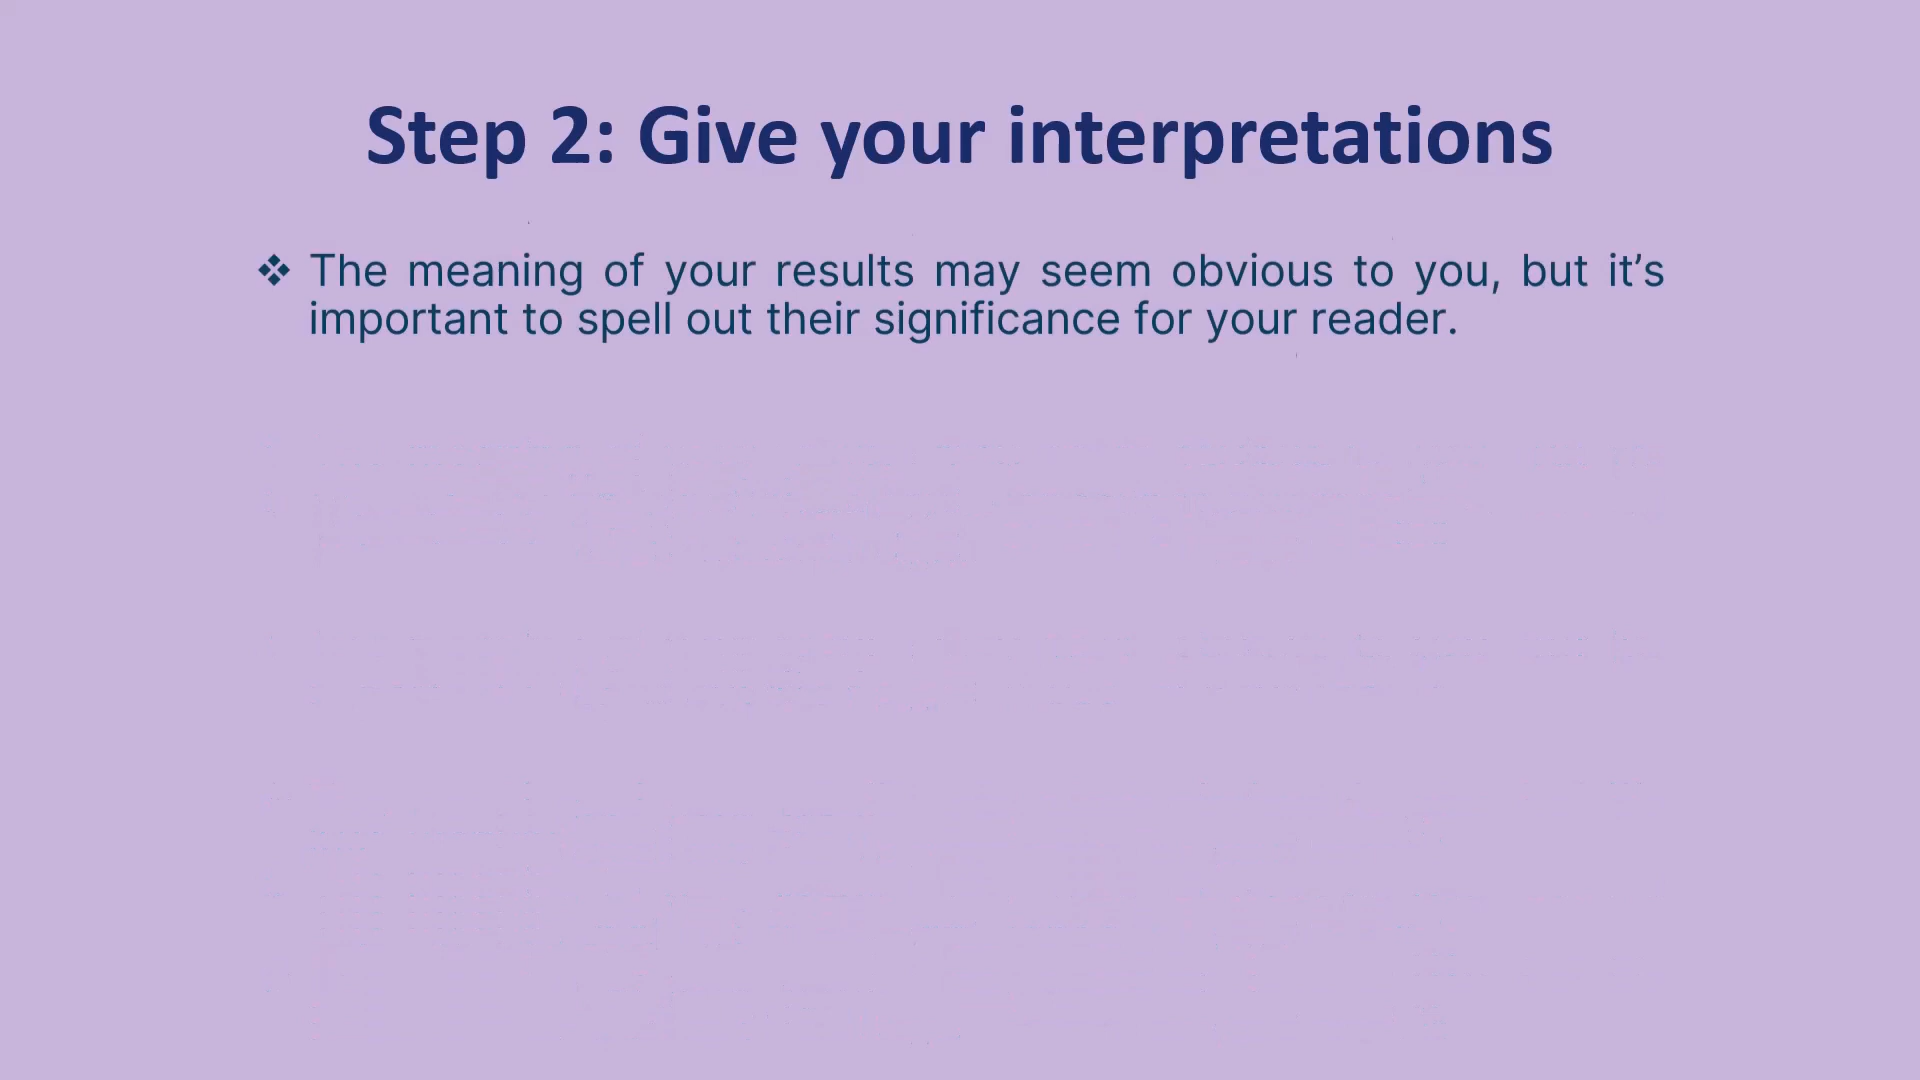 Step 2: Give your interpretations
❖ The meaning of your results may seem obvious to you, but it’s
important to spell out their significance for your reader.